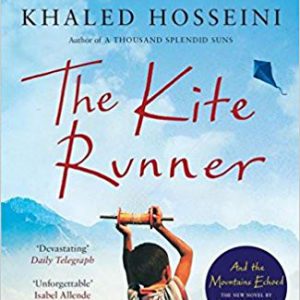 KHALED HOSSEINI
Author of A THOUSAND SPLENDID SUNS
The Kite
Runner
'Devastating'
Daily Telegraph
'Unforgettable'
Isabel Allende
And the
Mountains Echoed
THE NEW NOVEL BY